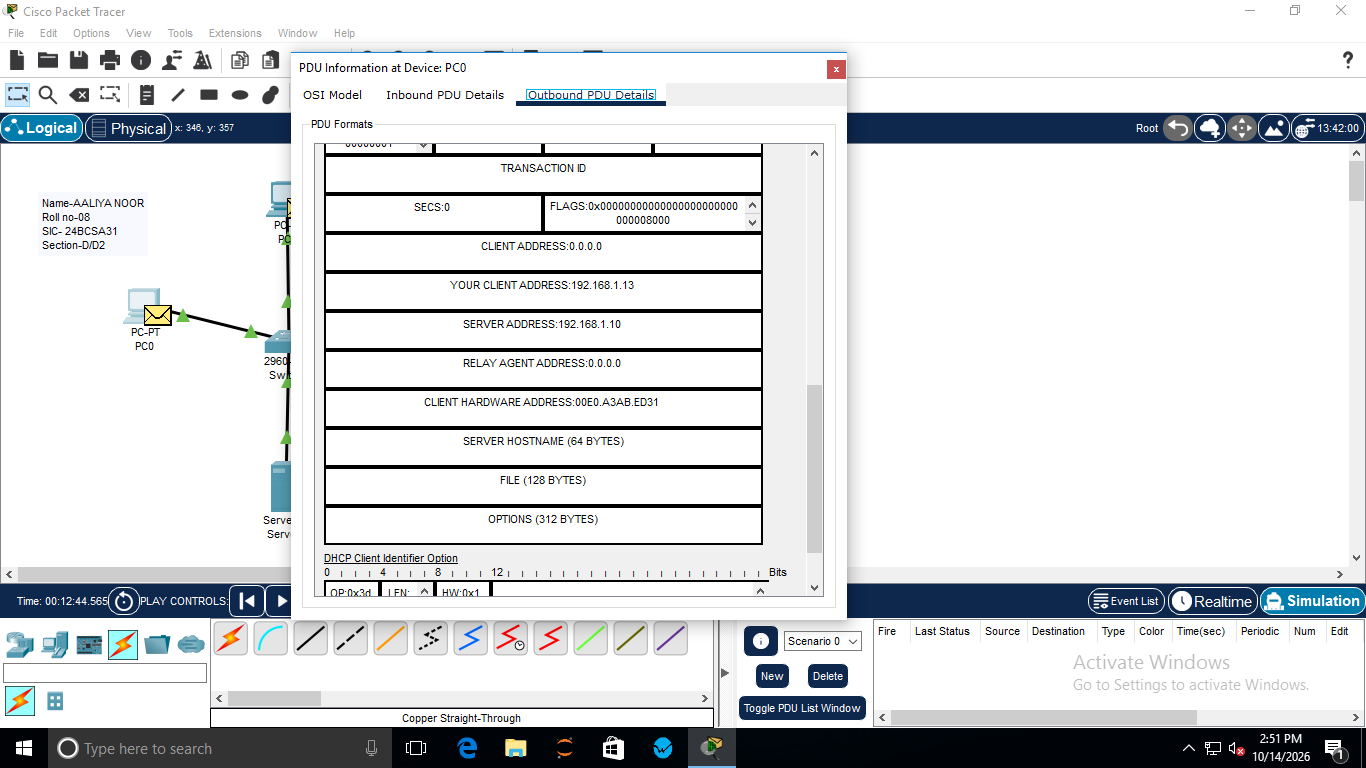 Cisco Packet Tracer
File Edit Options View Tools Extensions Window Help
PDU Information at Device: PC0
x
OSI Model Inbound PDU Details Outbound PDU Details
Logical Physical x: 346, y: 357
Root 13:42:00
PDU Formats
TRANSACTION ID
SECS:0
FLAGS:0x00000000000000000000000
000008000
CLIENT ADDRESS:0.0.0.0
YOUR CLIENT ADDRESS:192.168.1.13
SERVER ADDRESS:192.168.1.10
RELAY AGENT ADDRESS:0.0.0.0
CLIENT HARDWARE ADDRESS:00E0.A3AB.ED31
SERVER HOSTNAME (64 BYTES)
FILE (128 BYTES)
OPTIONS (312 BYTES)
DHCP Client Identifier Option
0 4 8 12 Bits
OP:0x3d LEN: HW:0x1
Name-AALIYA NOOR
Roll no-08
SIC- 24BCSA31
Section-D/D2
PC-PT
PC0
2960
Time: 00:12:44.565 PLAY CONTROLS:
Event List Realtime Simulation
Scenario 0
New Delete
Toggle PDU List Window
Fire Last Status Source Destination Type Color Time(sec) Periodic Num Edit
Activate Windows
Go to Settings to activate Windows.
Copper Straight-Through
Type here to search
2:51 PM
10/14/2026
1